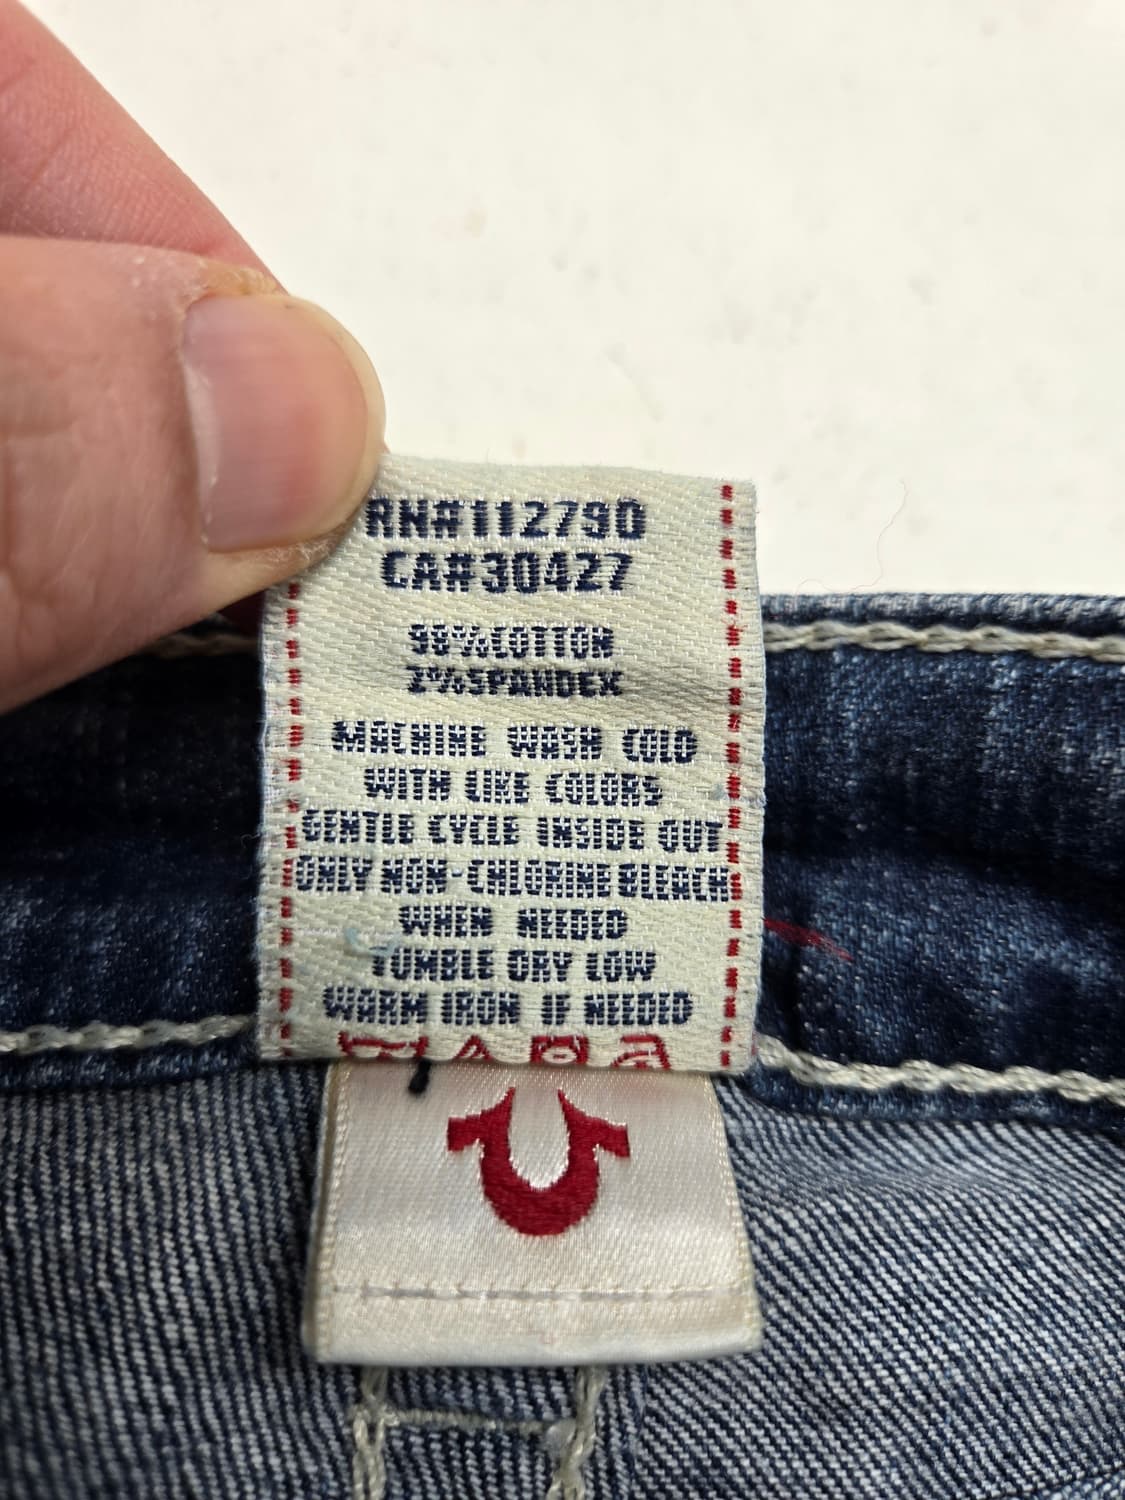 RN#112790
CA#30427
98%COTTON
2%SPANDEX
MACHINE WASH COLD
WITH LIKE COLORS
GENTLE CYCLE INSIDE OUT
ONLY NON-CHLORINE BLEACH
WHEN NEEDED
TUMBLE DRY LOW
WARM IRON IF NEEDED